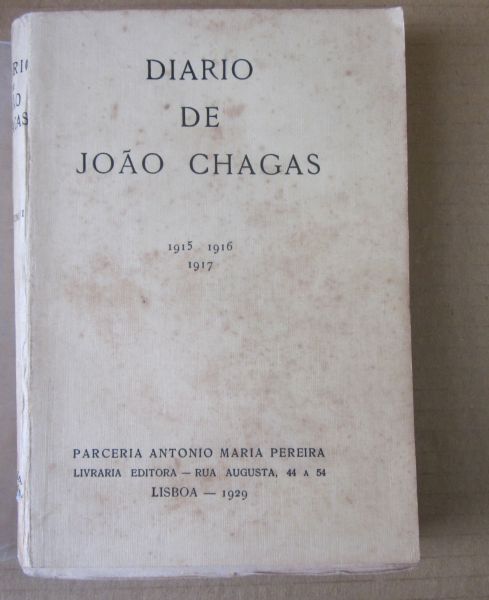 DIARIO
DE
JOÃO CHAGAS
1915 1916
1917
PARCERIA ANTONIO MARIA PEREIRA
LIVRARIA EDITORA — RUA AUGUSTA, 44 A 54
LISBOA — 1929